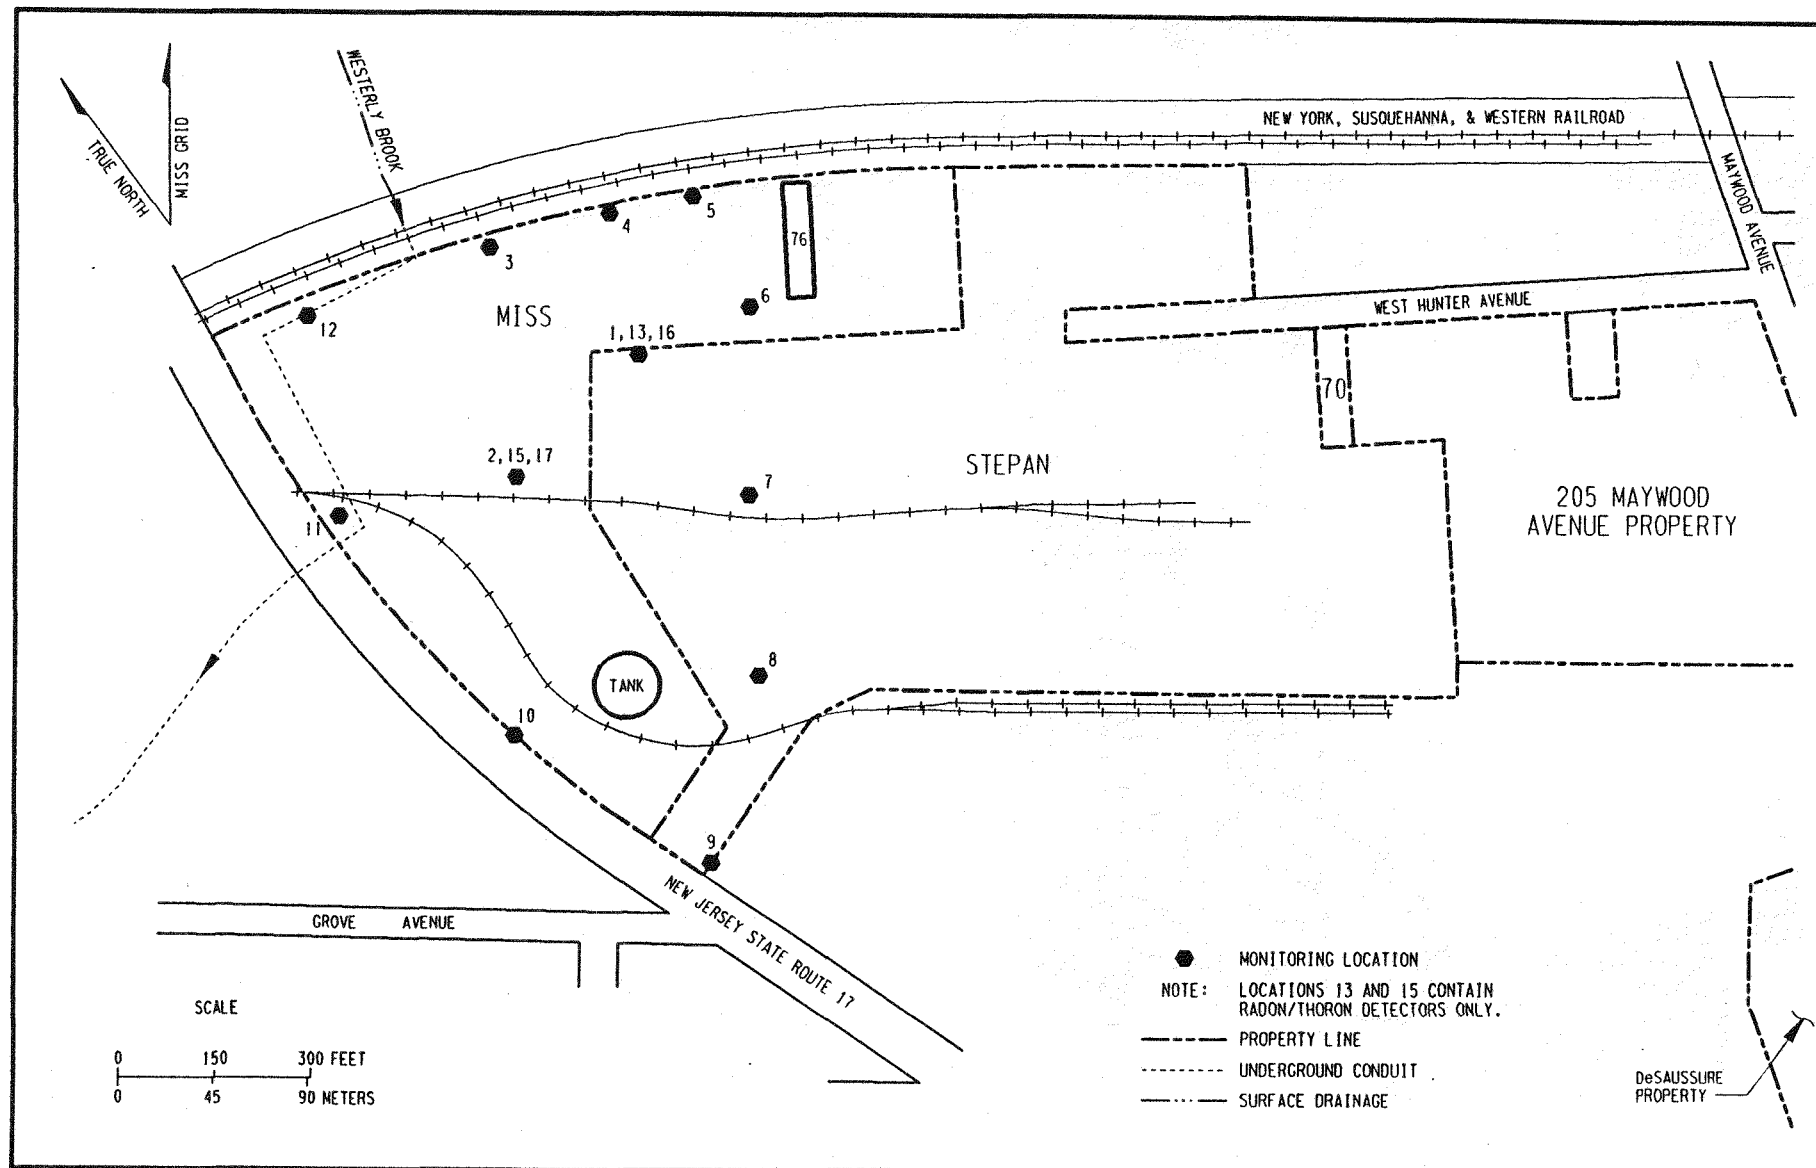 WESTERLY BROOK
TRUE NORTH
MISS GRID
NEW YORK, SUSQUEHANNA, & WESTERN RAILROAD
MAYWOOD AVENUE
5
4
3
76
6
12
MISS
1,13,16
WEST HUNTER AVENUE
70
2,15,17
7
STEPAN
205 MAYWOOD
AVENUE PROPERTY
11
8
TANK
10
9
NEW JERSEY STATE ROUTE 17
GROVE AVENUE
SCALE
0 150 300 FEET
0 45 90 METERS
MONITORING LOCATION
NOTE: LOCATIONS 13 AND 15 CONTAIN
RADON/THORON DETECTORS ONLY.
PROPERTY LINE
UNDERGROUND CONDUIT
SURFACE DRAINAGE
DeSAUSSURE
PROPERTY